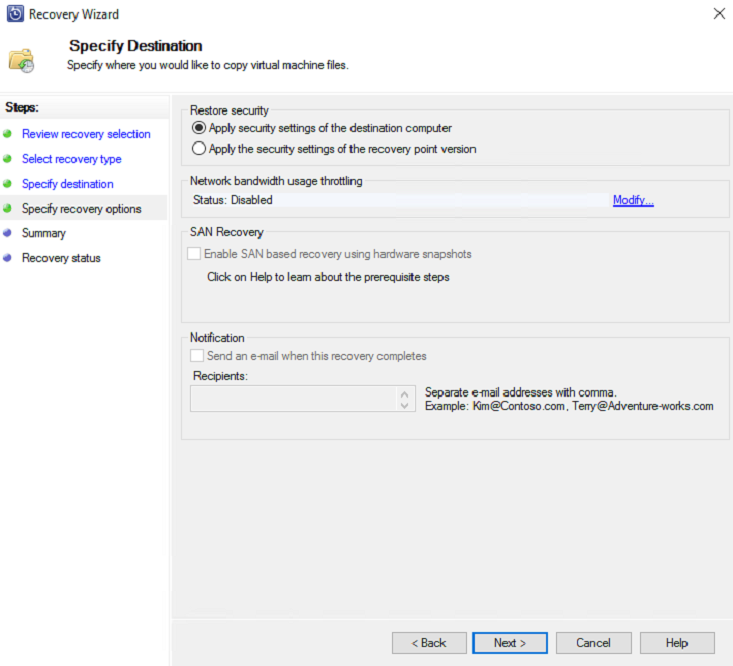 Recovery Wizard
Specify Destination
Specify where you would like to copy virtual machine files.
Steps:
Review recovery selection
Select recovery type
Specify destination
Specify recovery options
Summary
Recovery status
Restore security
Apply security settings of the destination computer
Apply the security settings of the recovery point version
Network bandwidth usage throttling
Status: Disabled Modify...
SAN Recovery
Enable SAN based recovery using hardware snapshots
Click on Help to learn about the prerequisite steps
Notification
Send an e-mail when this recovery completes
Recipients:
Separate e-mail addresses with comma.
Example: Kim@Contoso.com, Terry@Adventure-works.com
< Back Next > Cancel Help